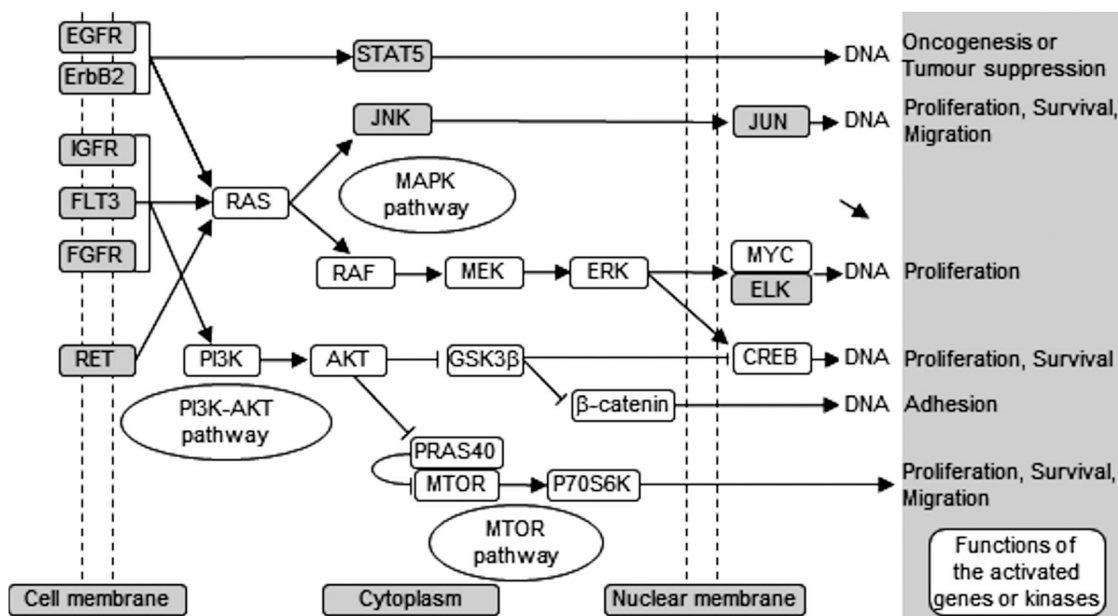 EGFR
ErbB2
STAT5
DNA
Oncogenesis or
Tumour suppression
JNK
JUN
DNA
Proliferation, Survival,
Migration
IGFR
FLT3
FGFR
RAS
MAPK
pathway
RAF
MEK
ERK
MYC
ELK
DNA
Proliferation
RET
PI3K
AKT
GSK3β
CREB
DNA
Proliferation, Survival
PI3K-AKT
pathway
β-catenin
DNA
Adhesion
PRAS40
MTOR
P70S6K
Proliferation, Survival,
Migration
MTOR
pathway
Functions of
the activated
genes or kinases
Cell membrane
Cytoplasm
Nuclear membrane